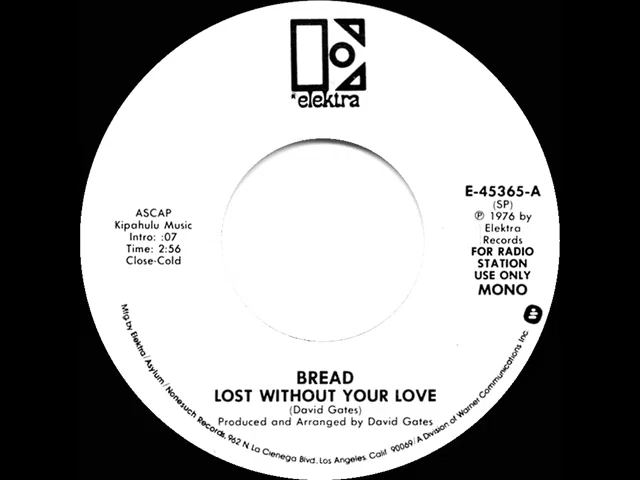 elektra
ASCAP
Kipahulu Music
Intro: :07
Time: 2:56
Close-Cold
E-45365-A
(SP)
℗ 1976 by
Elektra
Records
FOR RADIO
STATION
USE ONLY
MONO
BREAD
LOST WITHOUT YOUR LOVE
(David Gates)
Produced and Arranged by David Gates
Mfg. by Elektra/Asylum/Nonesuch Records, 962 N. La Cienega Blvd., Los Angeles, Calif. 90069/A Division of Warner Communications Inc.